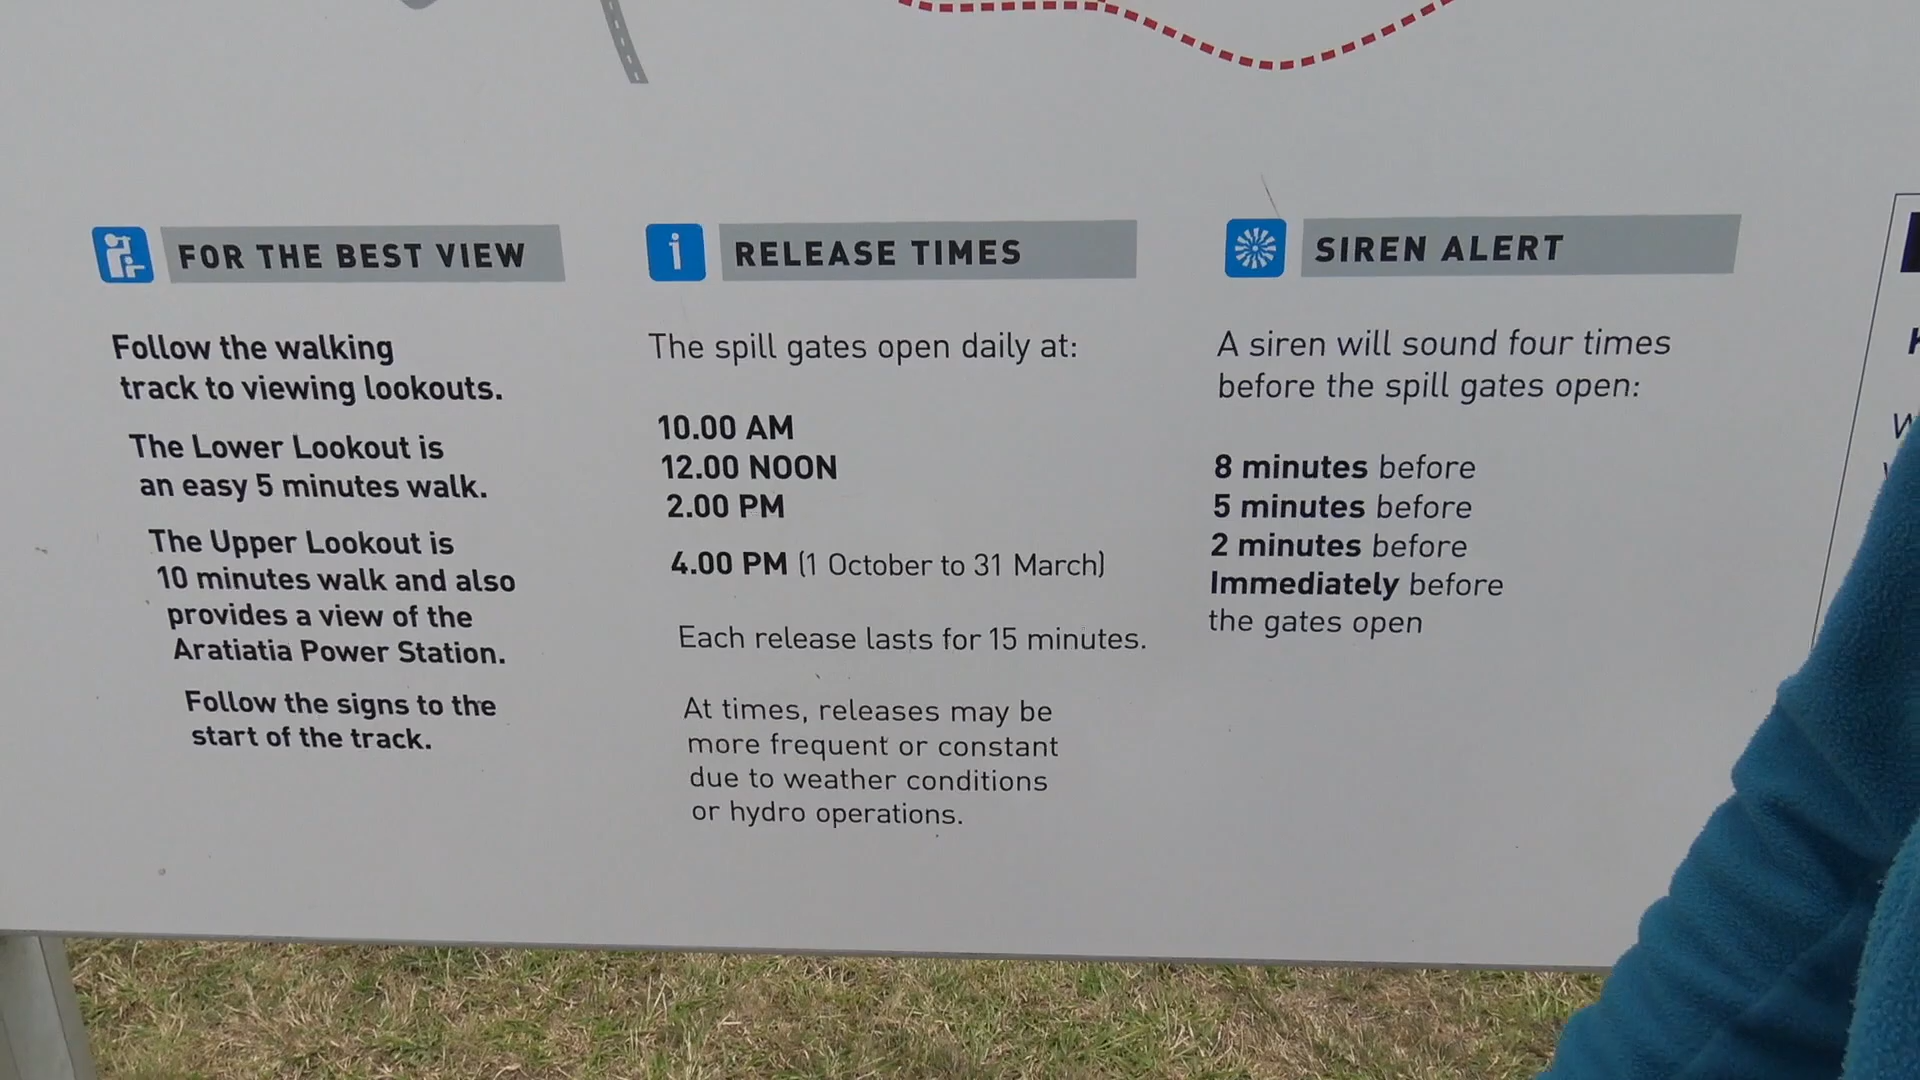 FOR THE BEST VIEW
Follow the walking
track to viewing lookouts.
The Lower Lookout is
an easy 5 minutes walk.
The Upper Lookout is
10 minutes walk and also
provides a view of the
Aratiatia Power Station.
Follow the signs to the
start of the track.
i RELEASE TIMES
The spill gates open daily at:
10.00 AM
12.00 NOON
2.00 PM
4.00 PM (1 October to 31 March)
Each release lasts for 15 minutes.
At times, releases may be
more frequent or constant
due to weather conditions
or hydro operations.
SIREN ALERT
A siren will sound four times
before the spill gates open:
8 minutes before
5 minutes before
2 minutes before
Immediately before
the gates open